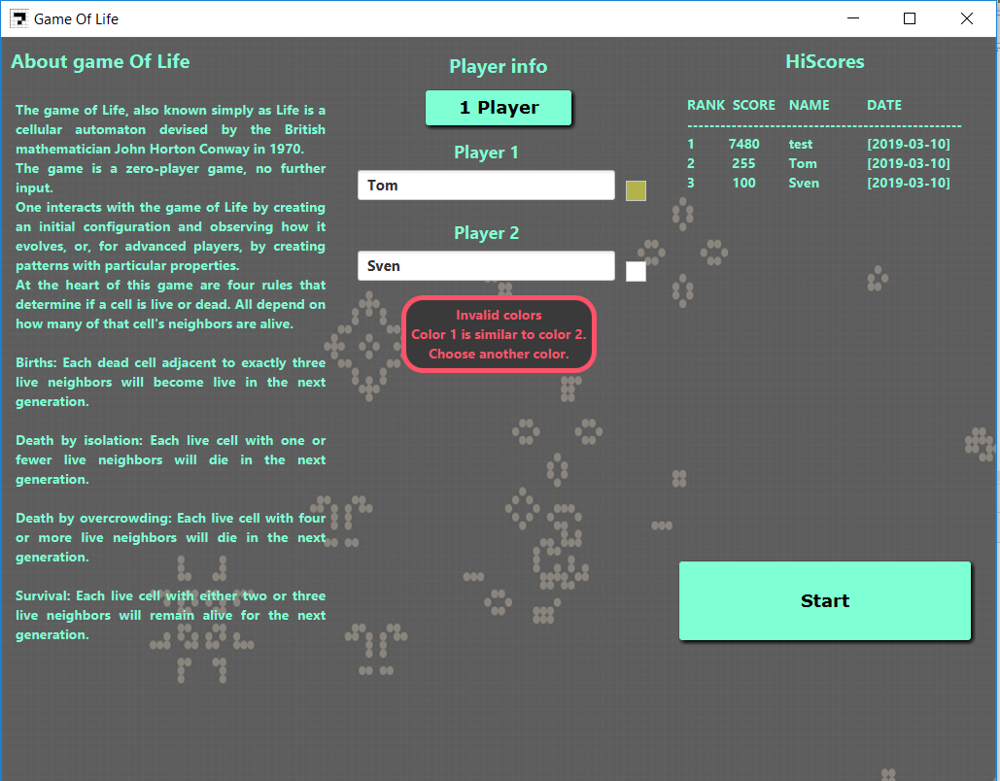 Game Of Life
About game Of Life
The game of Life, also known simply as Life is a
cellular automaton devised by the British
mathematician John Horton Conway in 1970.
The game is a zero-player game, no further
input.
One interacts with the game of Life by creating
an initial configuration and observing how it
evolves, or, for advanced players, by creating
patterns with particular properties.
At the heart of this game are four rules that
determine if a cell is live or dead. All depend on
how many of that cell's neighbors are alive.
Births: Each dead cell adjacent to exactly three
live neighbors will become live in the next
generation.
Death by isolation: Each live cell with one or
fewer live neighbors will die in the next
generation.
Death by overcrowding: Each live cell with four
or more live neighbors will die in the next
generation.
Survival: Each live cell with either two or three
live neighbors will remain alive for the next
generation.
Player info
1 Player
Player 1
Tom
Player 2
Sven
Invalid colors
Color 1 is similar to color 2.
Choose another color.
HiScores
RANK SCORE NAME DATE
-------------------------------------------------
1 7480 test [2019-03-10]
2 255 Tom [2019-03-10]
3 100 Sven [2019-03-10]
Start